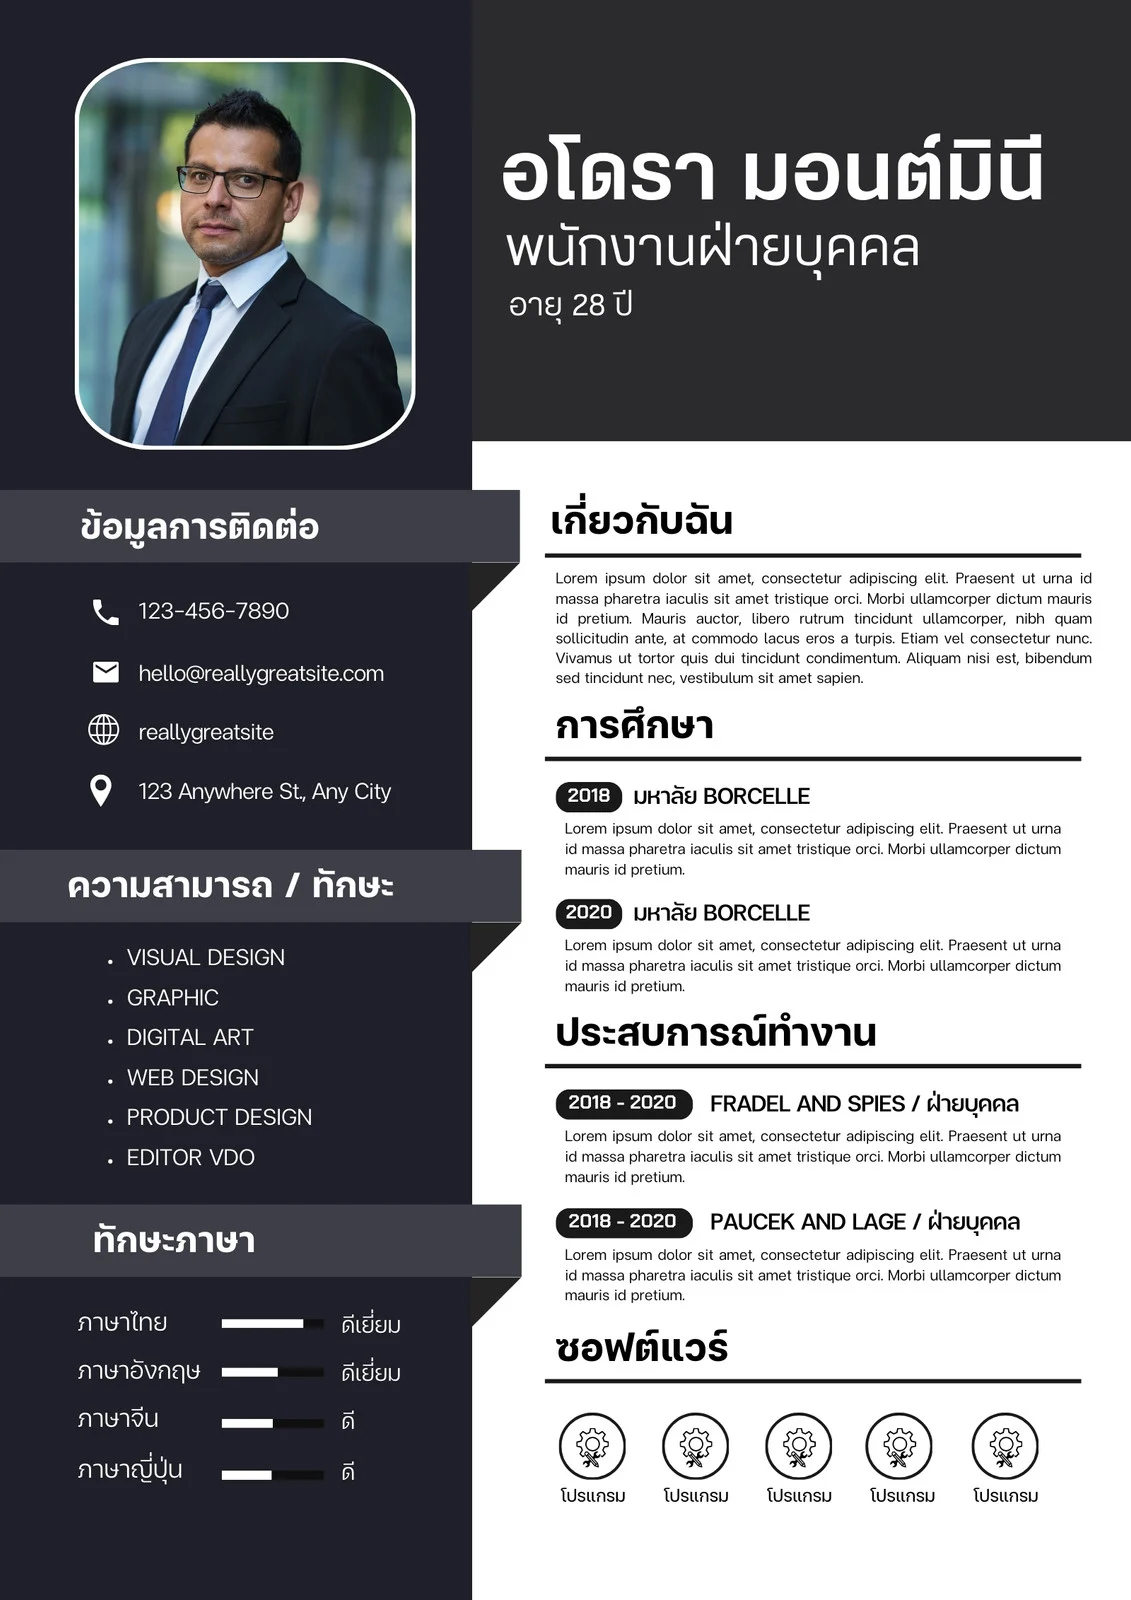 อโดรา มอนต์มินี
พนักงานฝ่ายบุคคล
อายุ 28 ปี
ข้อมูลการติดต่อ
123-456-7890
hello@reallygreatsite.com
reallygreatsite
123 Anywhere St., Any City
ความสามารถ / ทักษะ
VISUAL DESIGN
GRAPHIC
DIGITAL ART
WEB DESIGN
PRODUCT DESIGN
EDITOR VDO
ทักษะภาษา
ภาษาไทย ดีเยี่ยม
ภาษาอังกฤษ ดีเยี่ยม
ภาษาจีน ดี
ภาษาญี่ปุ่น ดี
เกี่ยวกับฉัน
Lorem ipsum dolor sit amet, consectetur adipiscing elit. Praesent ut urna id
massa pharetra iaculis sit amet tristique orci. Morbi ullamcorper dictum mauris
id pretium. Mauris auctor, libero rutrum tincidunt ullamcorper, nibh quam
sollicitudin ante, at commodo lacus eros a turpis. Etiam vel consectetur nunc.
Vivamus ut tortor quis dui tincidunt condimentum. Aliquam nisi est, bibendum
sed tincidunt nec, vestibulum sit amet sapien.
การศึกษา
2018 มหาลัย BORCELLE
Lorem ipsum dolor sit amet, consectetur adipiscing elit. Praesent ut urna
id massa pharetra iaculis sit amet tristique orci. Morbi ullamcorper dictum
mauris id pretium.
2020 มหาลัย BORCELLE
Lorem ipsum dolor sit amet, consectetur adipiscing elit. Praesent ut urna
id massa pharetra iaculis sit amet tristique orci. Morbi ullamcorper dictum
mauris id pretium.
ประสบการณ์ทำงาน
2018 - 2020 FRADEL AND SPIES / ฝ่ายบุคคล
Lorem ipsum dolor sit amet, consectetur adipiscing elit. Praesent ut urna
id massa pharetra iaculis sit amet tristique orci. Morbi ullamcorper dictum
mauris id pretium.
2018 - 2020 PAUCEK AND LAGE / ฝ่ายบุคคล
Lorem ipsum dolor sit amet, consectetur adipiscing elit. Praesent ut urna
id massa pharetra iaculis sit amet tristique orci. Morbi ullamcorper dictum
mauris id pretium.
ซอฟต์แวร์
โปรแกรม โปรแกรม โปรแกรม โปรแกรม โปรแกรม